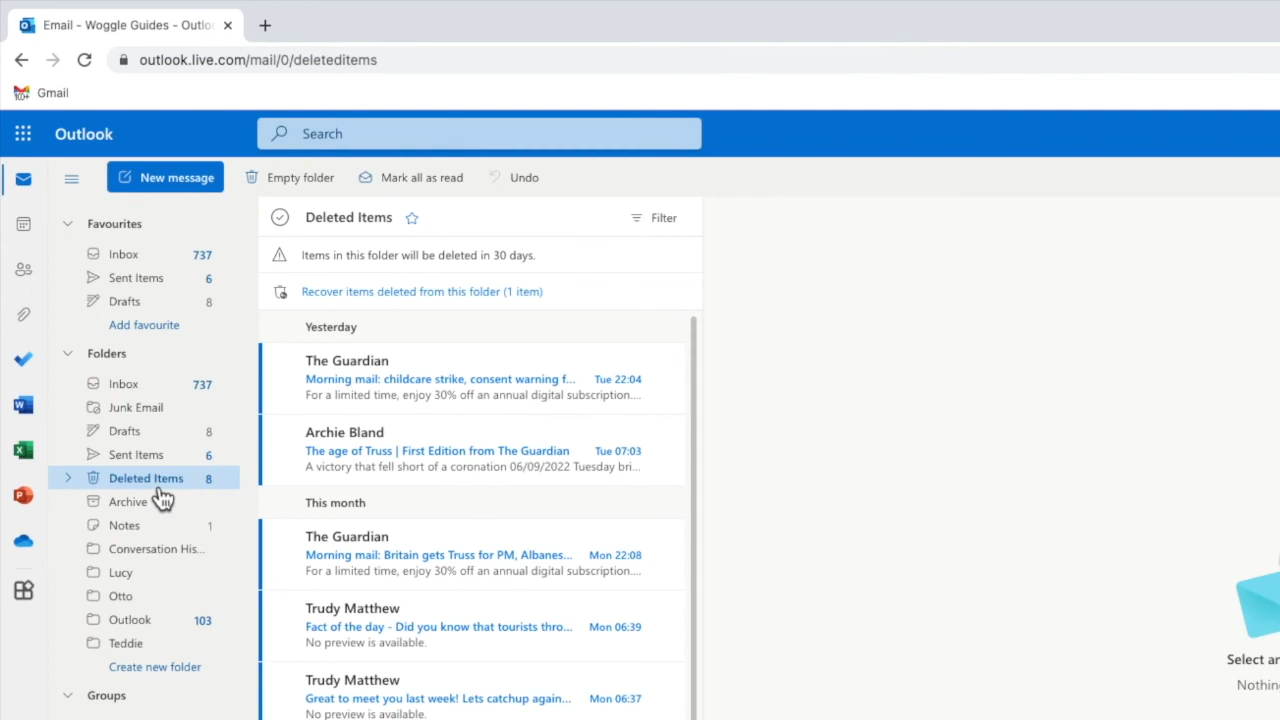 Email - Woggle Guides - Outlo
outlook.live.com/mail/0/deleteditems
100+ Gmail
Outlook
Search
New message
Empty folder
Mark all as read
Undo
Favourites
Inbox 737
Sent Items 6
Drafts 8
Add favourite
Folders
Inbox 737
Junk Email
Drafts 8
Sent Items 6
Deleted Items 8
Archive
Notes 1
Conversation His...
Lucy
Otto
Outlook 103
Teddie
Create new folder
Groups
Deleted Items
Filter
Items in this folder will be deleted in 30 days.
Recover items deleted from this folder (1 item)
Yesterday
The Guardian
Morning mail: childcare strike, consent warning f... Tue 22:04
For a limited time, enjoy 30% off an annual digital subscription....
Archie Bland
The age of Truss | First Edition from The Guardian Tue 07:03
A victory that fell short of a coronation 06/09/2022 Tuesday bri...
This month
The Guardian
Morning mail: Britain gets Truss for PM, Albanes... Mon 22:08
For a limited time, enjoy 30% off an annual digital subscription....
Trudy Matthew
Fact of the day - Did you know that tourists thro... Mon 06:39
No preview is available.
Trudy Matthew
Great to meet you last week! Lets catchup again... Mon 06:37
No preview is available.
Select an
Nothin
W
X
P